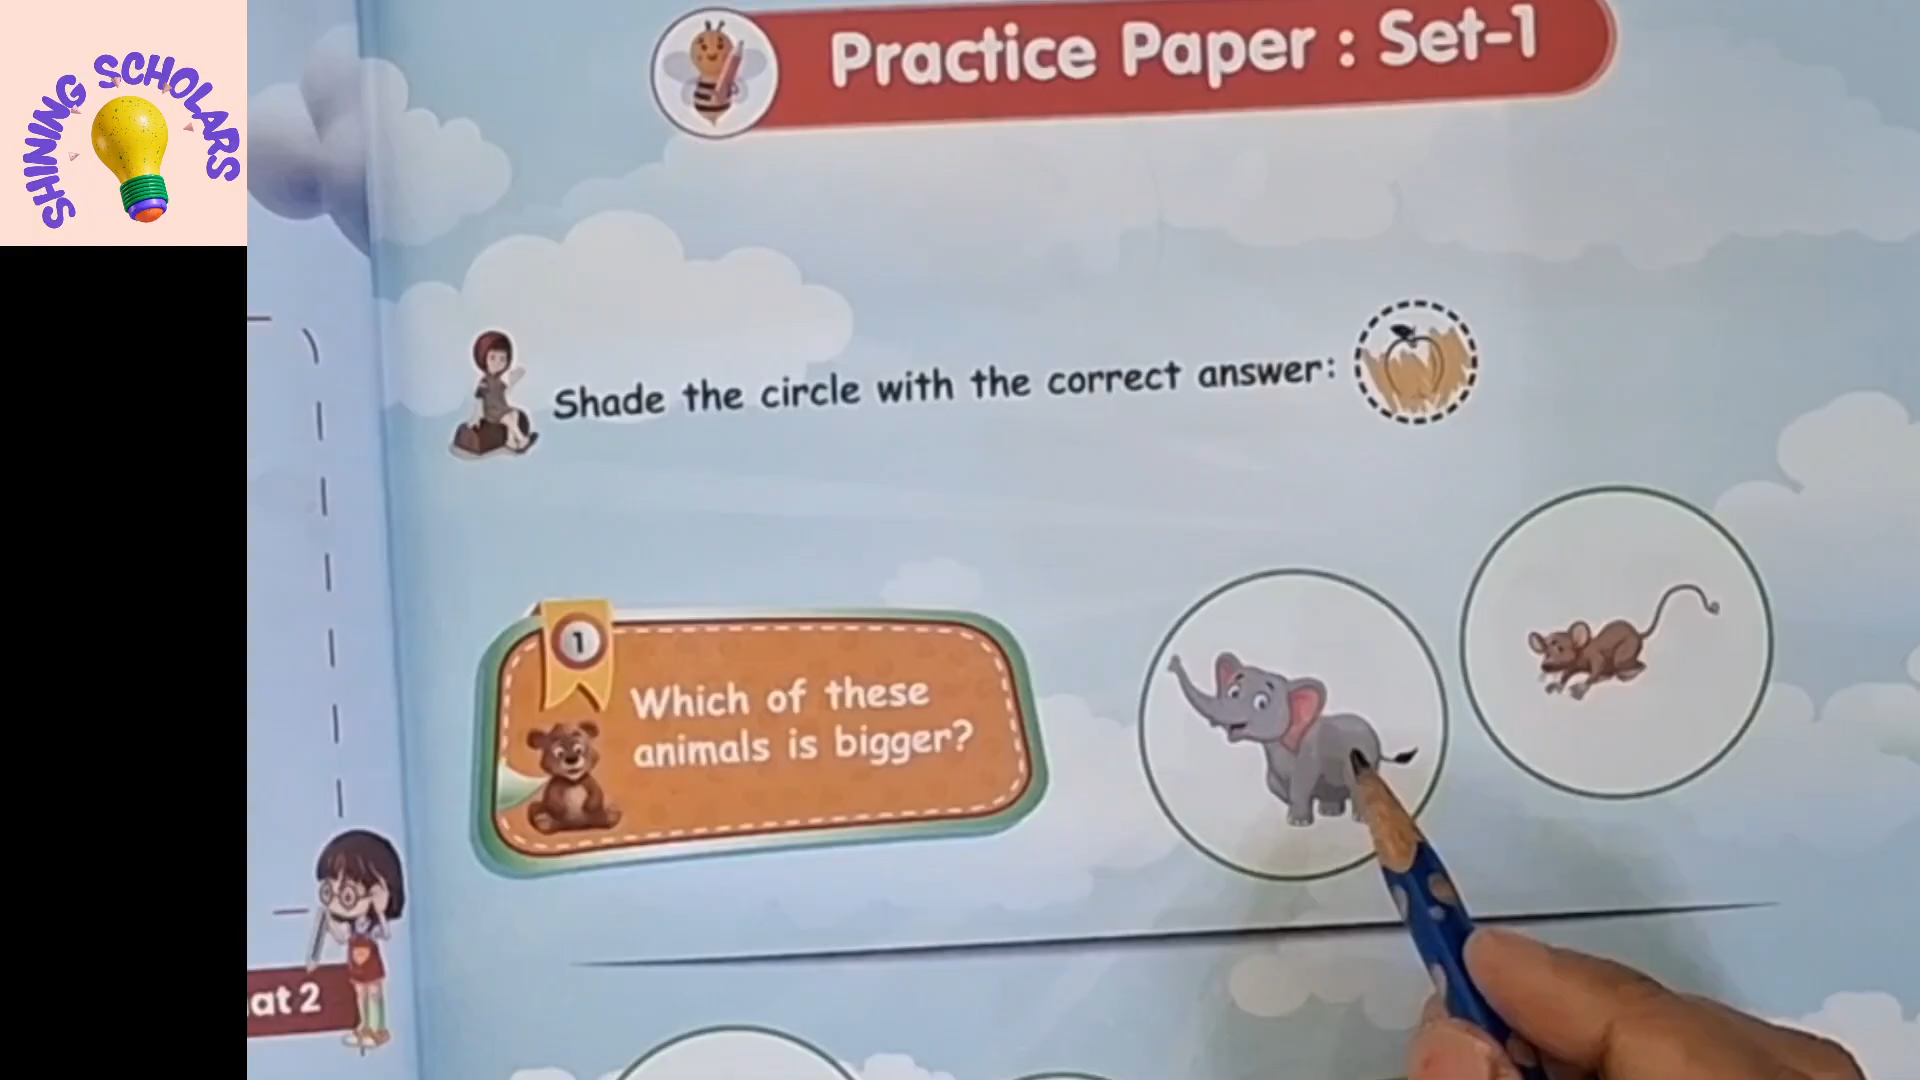 SHINING SCHOLARS
Practice Paper : Set-1
Shade the circle with the correct answer:
1
Which of these
animals is bigger?
at 2